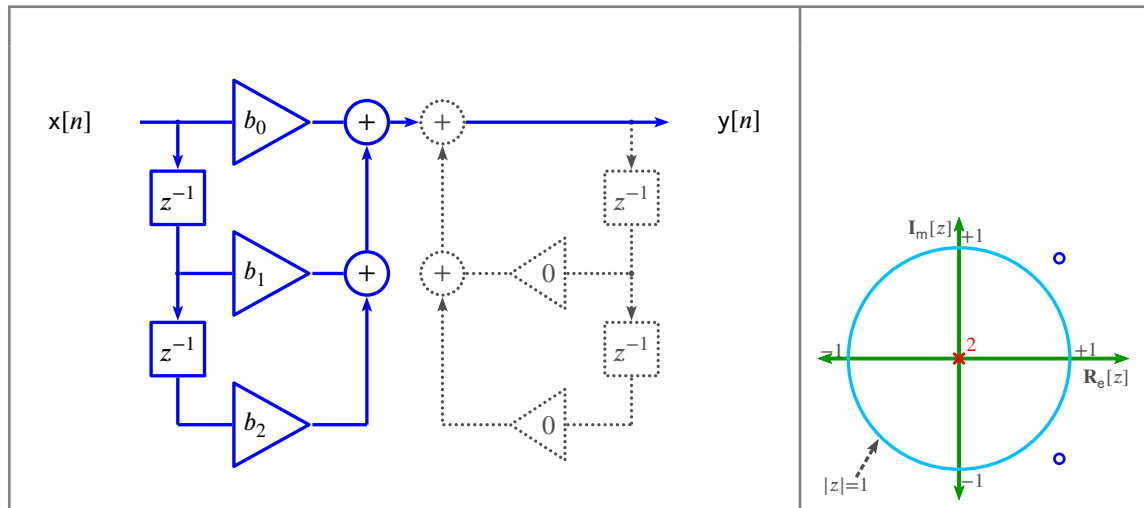 x[n] b₀ + + y[n]
z⁻¹ z⁻¹
Iₘ[z] +1
b₁ + + 0
z⁻¹ z⁻¹
2
−1 +1
Rₑ[z]
b₂ 0
|z|=1 −1